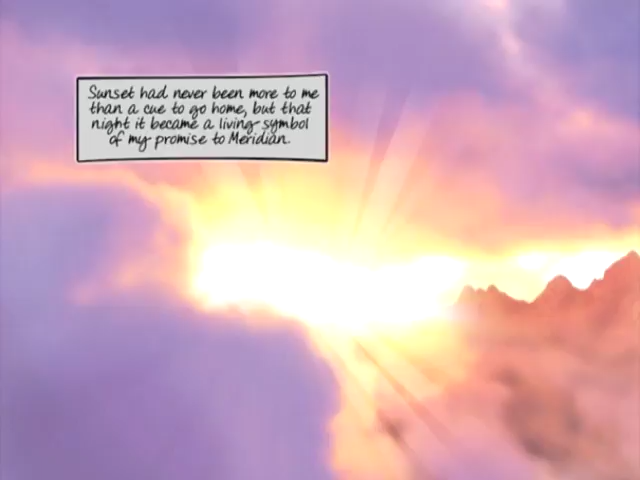 Sunset had never been more to me
than a cue to go home, but that
night it became a living symbol
of my promise to Meridian.